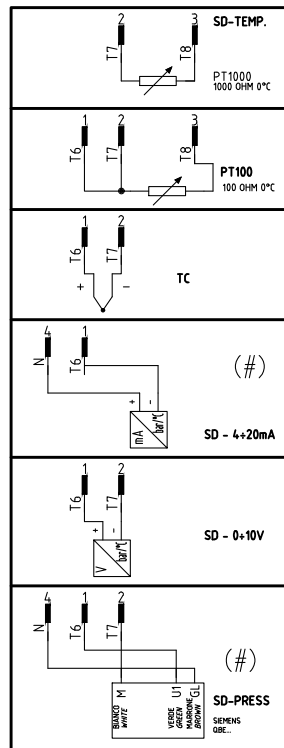 2 3 SD-TEMP.
T7 T8
PT1000
1000 OHM 0°C
1 2 3
T6 T7 T8
PT100
100 OHM 0°C
1 2
T6 T7
+ -
TC
4 1
N T6
(#)
+ -
mA bar/°C
SD - 4÷20mA
1 2
T6 T7
+ -
V bar/°C
SD - 0÷10V
4 1 2
N T6 T7
(#)
M U1 GL
BIANCO
WHITE
VERDE
GREEN
MARRONE
BROWN
SD-PRESS
SIEMENS
QBE...